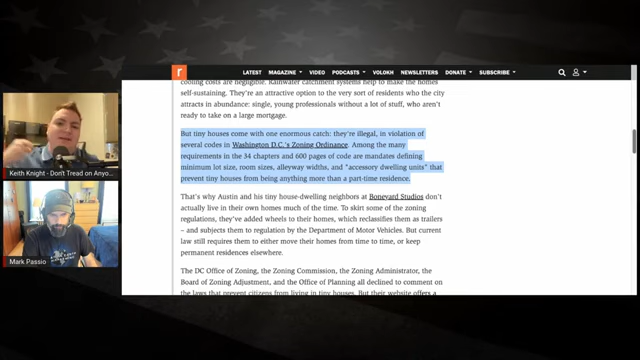 r LATEST MAGAZINE VIDEO PODCASTS VOLOKH NEWSLETTERS DONATE SUBSCRIBE
cooling costs are negligible. Rainwater catchment systems help to make the homes
self-sustaining. They're an attractive option to the very sort of residents who the city
attracts in abundance: single, young professionals without a lot of stuff, who aren't
ready to take on a large mortgage.
But tiny houses come with one enormous catch: they're illegal, in violation of
several codes in Washington D.C.'s Zoning Ordinance. Among the many
requirements in the 34 chapters and 600 pages of code are mandates defining
minimum lot size, room sizes, alleyway widths, and "accessory dwelling units" that
prevent tiny houses from being anything more than a part-time residence.
That's why Austin and his tiny house-dwelling neighbors at Boneyard Studios don't
actually live in their own homes much of the time. To skirt some of the zoning
regulations, they've added wheels to their homes, which reclassifies them as trailers
– and subjects them to regulation by the Department of Motor Vehicles. But current
law still requires them to either move their homes from time to time, or keep
permanent residences elsewhere.
The DC Office of Zoning, the Zoning Commission, the Zoning Administrator, the
Board of Zoning Adjustment, and the Office of Planning all declined to comment on
the laws that prevent citizens from living in tiny houses. But their website offers a
Keith Knight - Don't Tread on Anyo...
Mark Passio